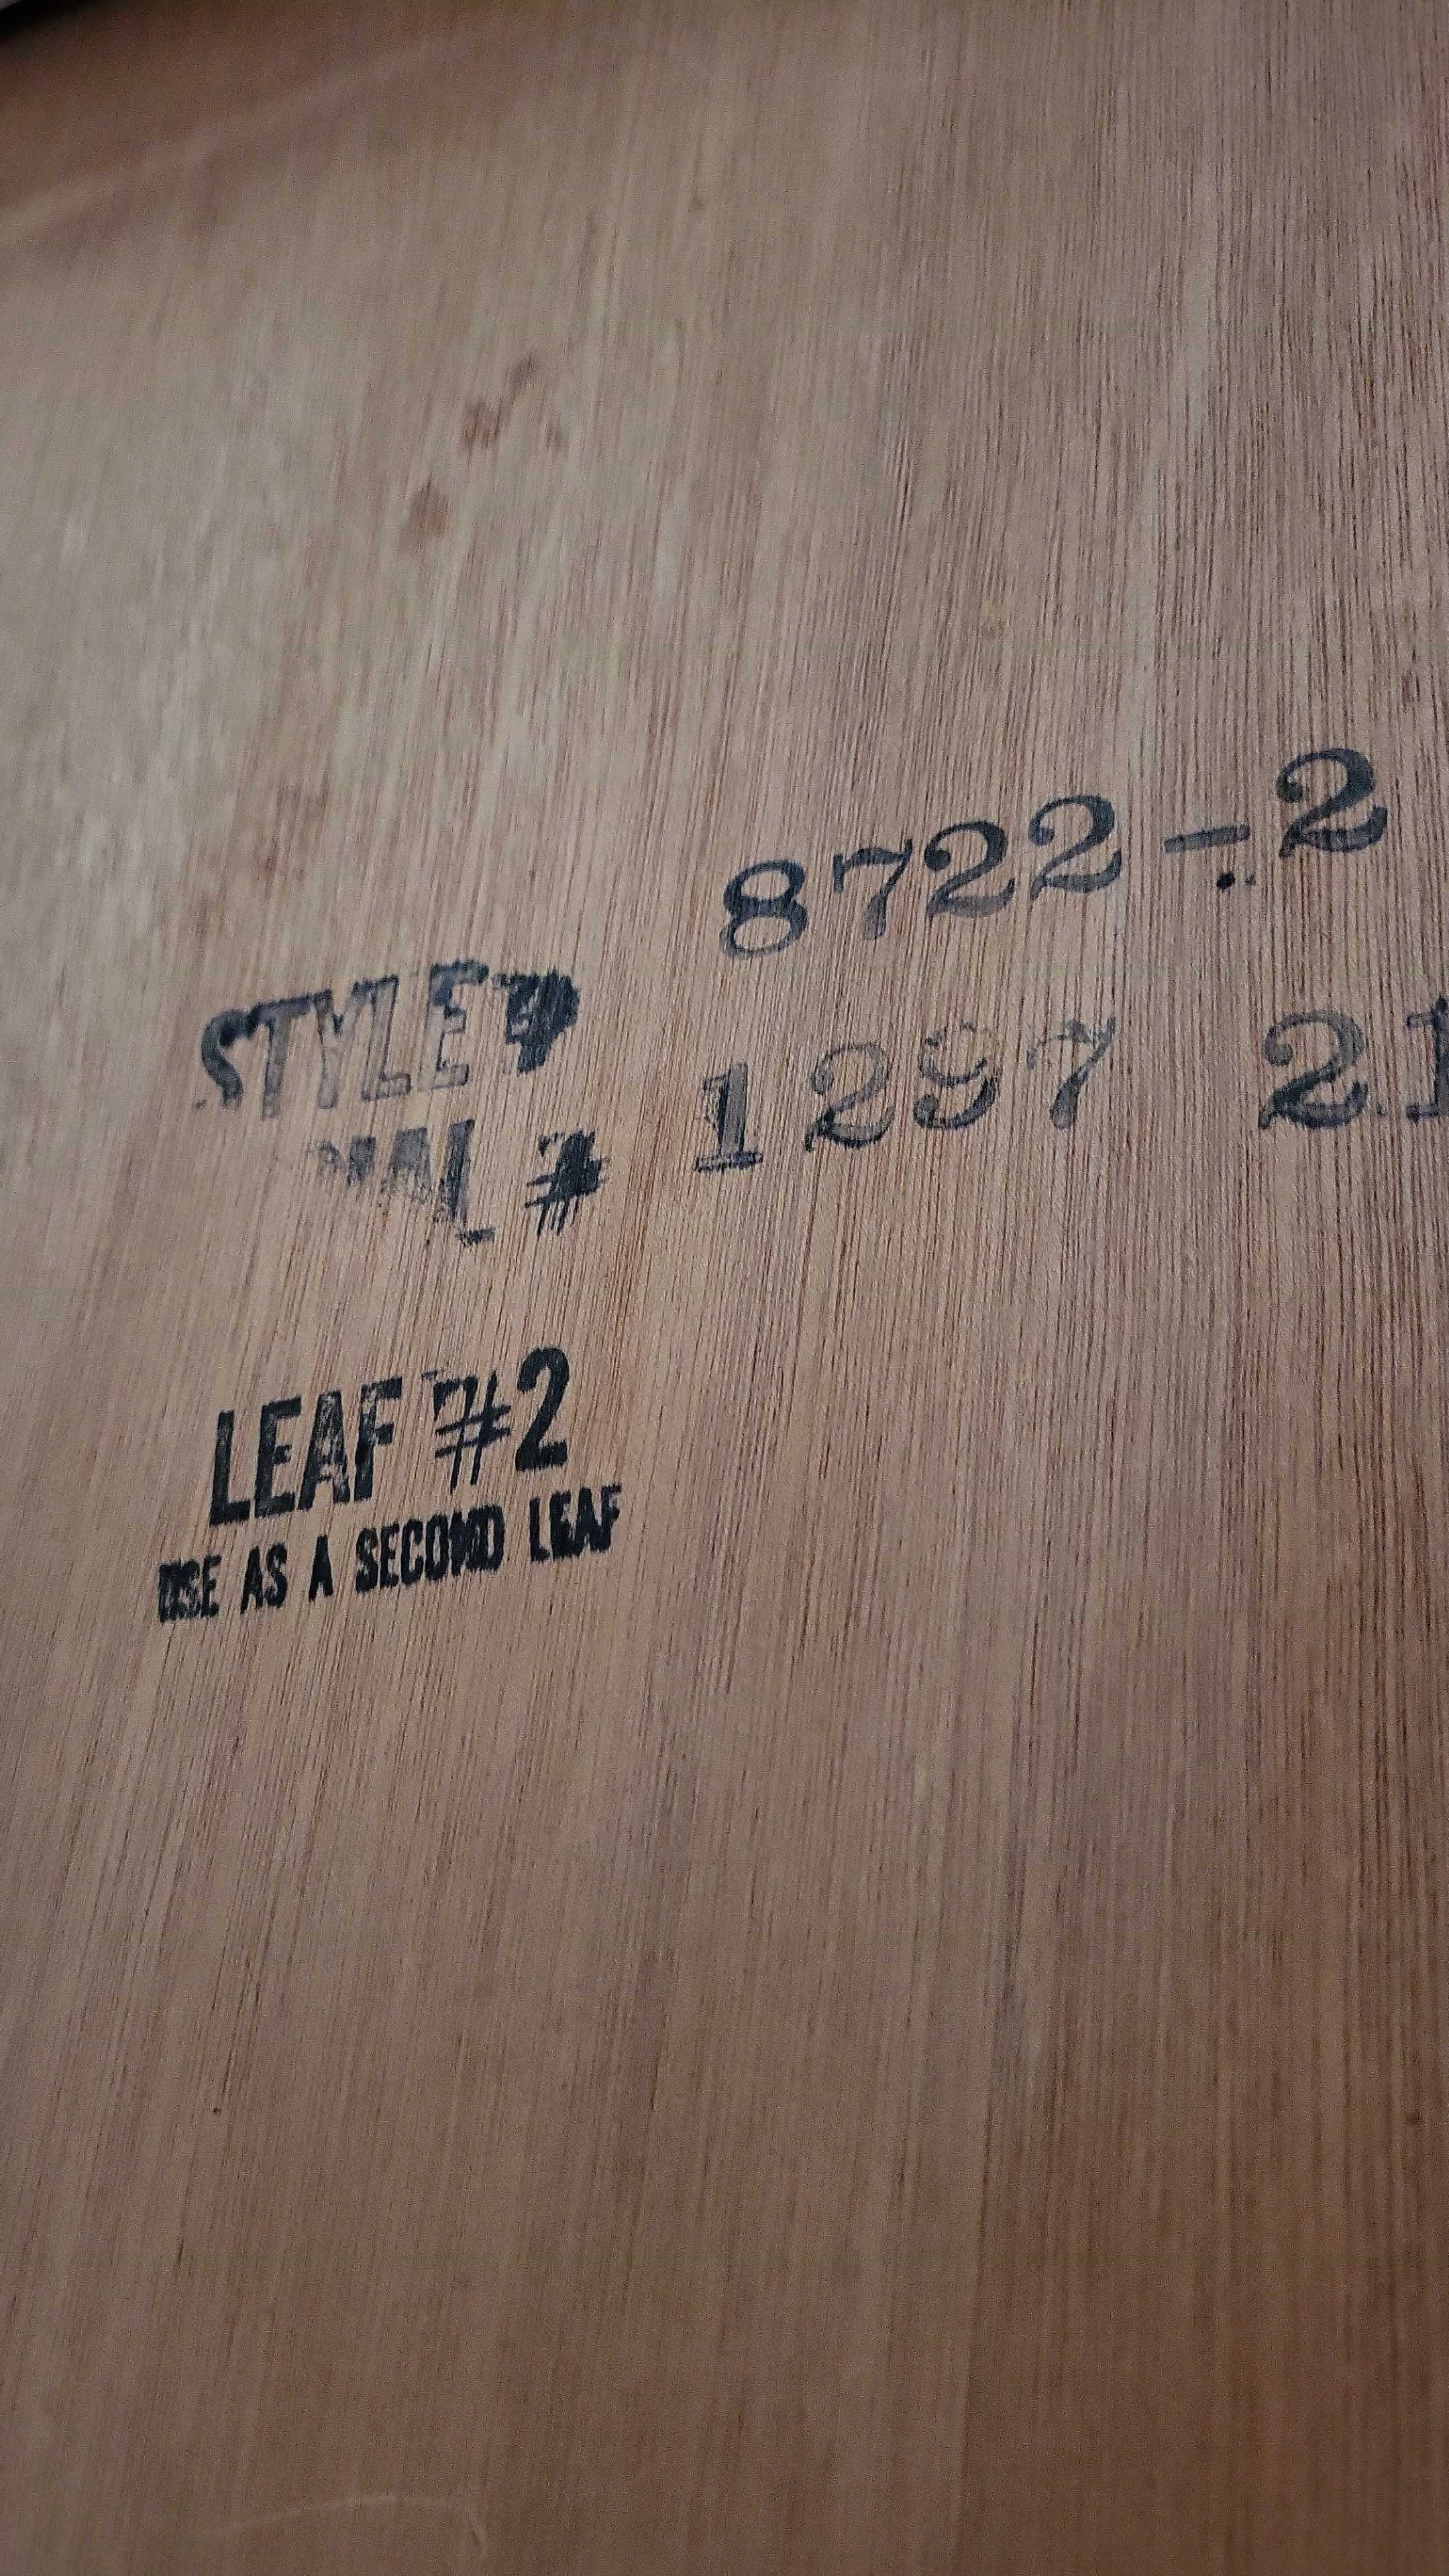 STYLE# 8722-2
# 1297 21
LEAF #2
USE AS A SECOND LEAF